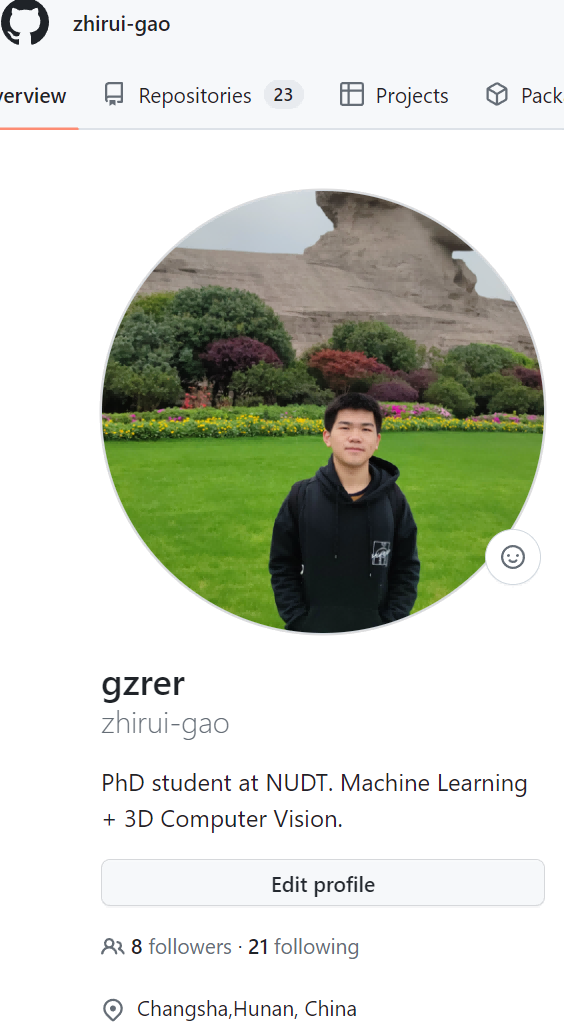 zhirui-gao
verview
Repositories 23
Projects
Pack
gzrer
zhirui-gao
PhD student at NUDT. Machine Learning
+ 3D Computer Vision.
Edit profile
8 followers · 21 following
Changsha,Hunan, China